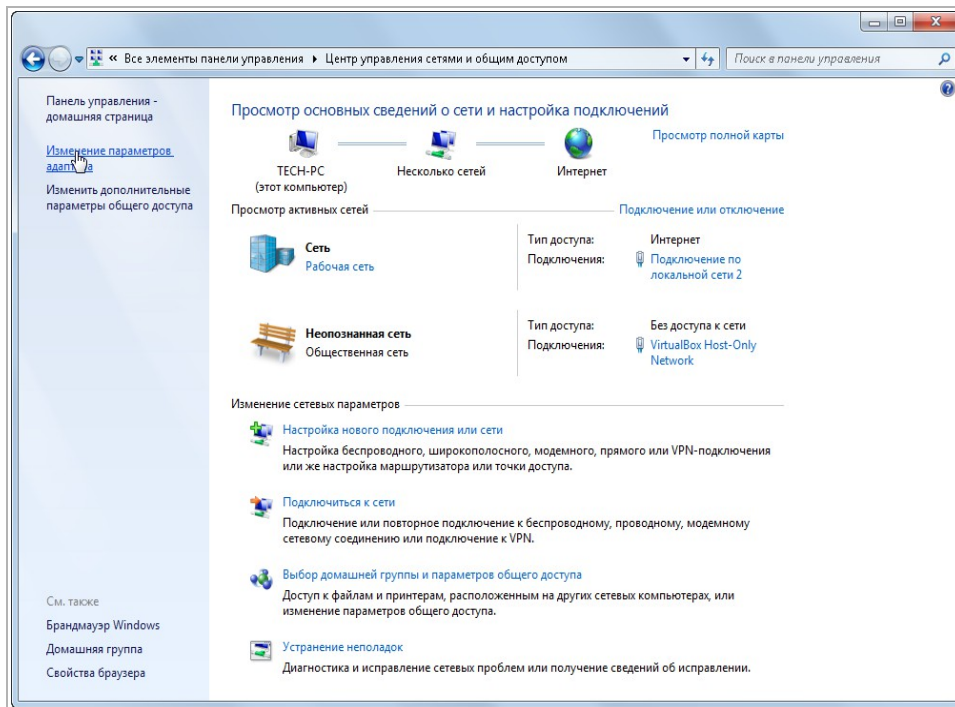 « Все элементы панели управления ▸ Центр управления сетями и общим доступом
Поиск в панели управления
Панель управления -
домашняя страница
Изменение параметров
адаптера
Изменить дополнительные
параметры общего доступа
См. также
Брандмауэр Windows
Домашняя группа
Свойства браузера
Просмотр основных сведений о сети и настройка подключений
Просмотр полной карты
TECH-PC
(этот компьютер)
Несколько сетей
Интернет
Просмотр активных сетей
Подключение или отключение
Сеть
Рабочая сеть
Тип доступа: Интернет
Подключения: Подключение по
локальной сети 2
Неопознанная сеть
Общественная сеть
Тип доступа: Без доступа к сети
Подключения: VirtualBox Host-Only
Network
Изменение сетевых параметров
Настройка нового подключения или сети
Настройка беспроводного, широкополосного, модемного, прямого или VPN-подключения
или же настройка маршрутизатора или точки доступа.
Подключиться к сети
Подключение или повторное подключение к беспроводному, проводному, модемному
сетевому соединению или подключение к VPN.
Выбор домашней группы и параметров общего доступа
Доступ к файлам и принтерам, расположенным на других сетевых компьютерах, или
изменение параметров общего доступа.
Устранение неполадок
Диагностика и исправление сетевых проблем или получение сведений об исправлении.